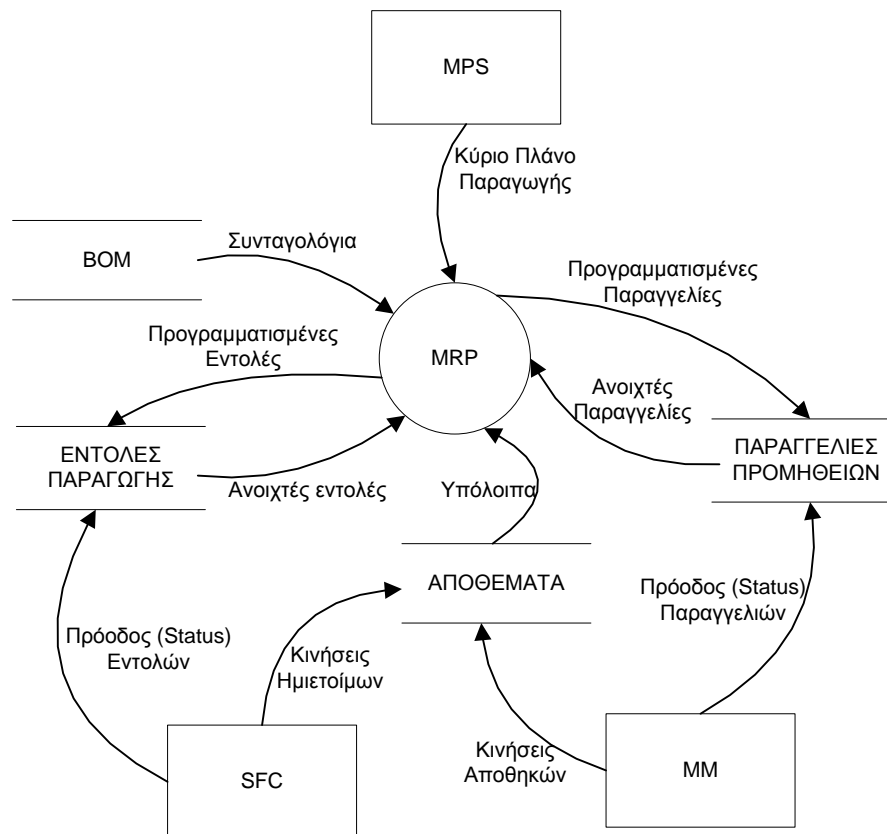 MPS
Κύριο Πλάνο
Παραγωγής
BOM
Συνταγολόγια
Προγραμματισμένες
Παραγγελίες
Προγραμματισμένες
Εντολές
MRP
Ανοιχτές
Παραγγελίες
ΕΝΤΟΛΕΣ
ΠΑΡΑΓΩΓΗΣ
Ανοιχτές εντολές
Υπόλοιπα
ΠΑΡΑΓΓΕΛΙΕΣ
ΠΡΟΜΗΘΕΙΩΝ
ΑΠΟΘΕΜΑΤΑ
Πρόοδος (Status)
Παραγγελιών
Πρόοδος (Status)
Εντολών
Κινήσεις
Ημιετοίμων
Κινήσεις
Αποθηκών
SFC
MM